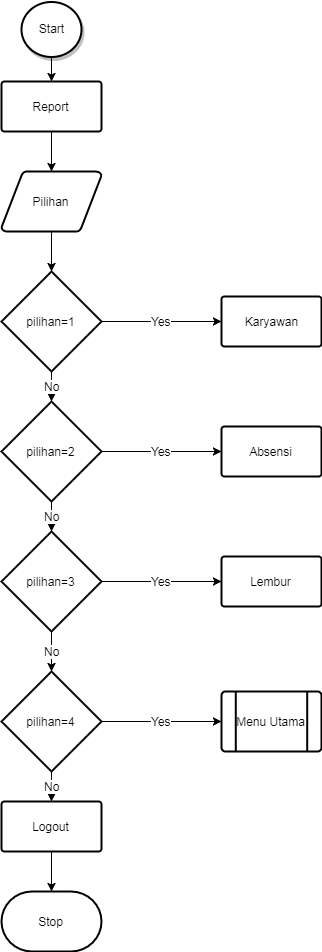 Start
Report
Pilihan
pilihan=1
Yes
Karyawan
No
pilihan=2
Yes
Absensi
No
pilihan=3
Yes
Lembur
No
pilihan=4
Yes
Menu Utama
No
Logout
Stop